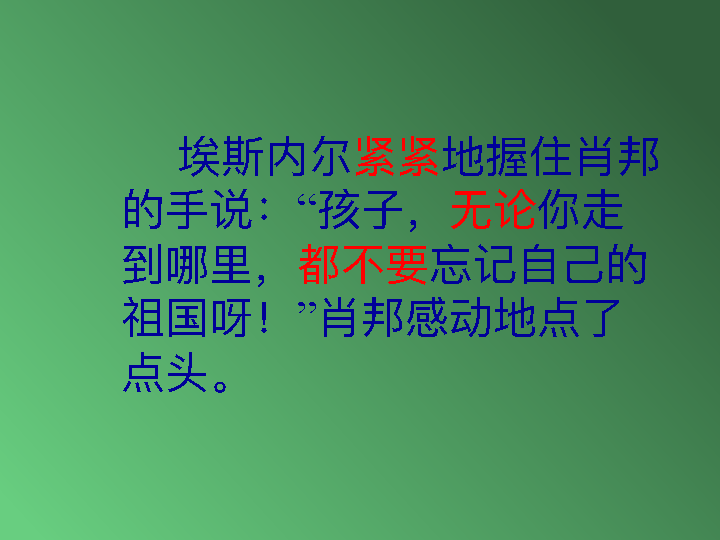 埃斯内尔紧紧地握住肖邦
的手说：“孩子，无论你走
到哪里，都不要忘记自己的
祖国呀！”肖邦感动地点了
点头。